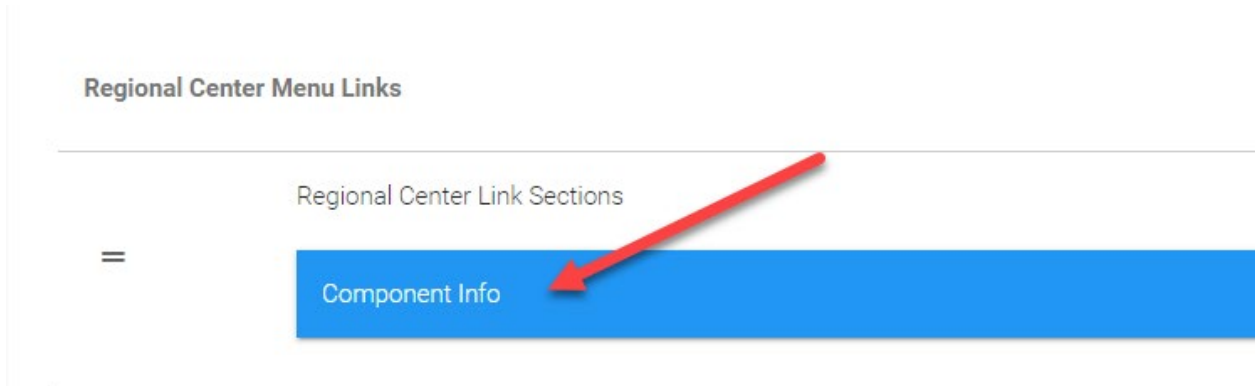 Regional Center Menu Links
Regional Center Link Sections
Component Info